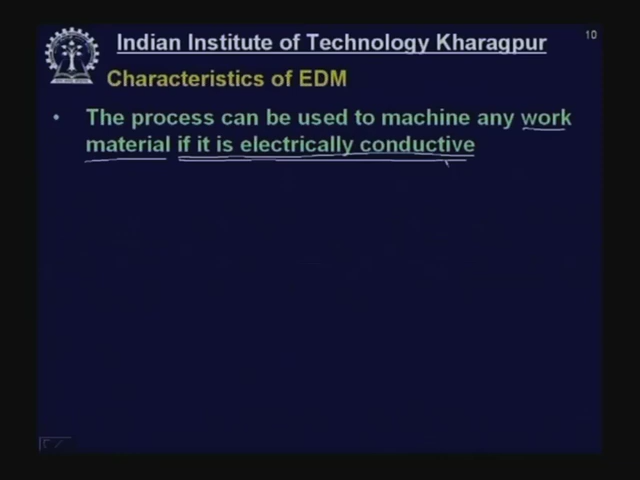 10
Indian Institute of Technology Kharagpur
Characteristics of EDM
• The process can be used to machine any work
material if it is electrically conductive